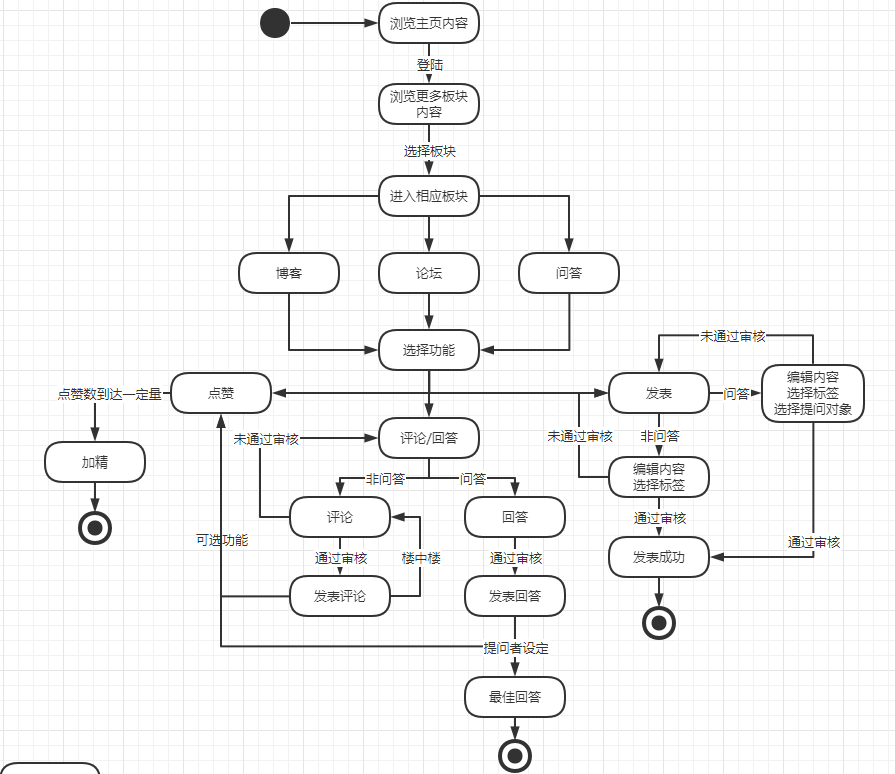 浏览主页内容
登陆
浏览更多板块
内容
选择板块
进入相应板块
博客
论坛
问答
选择功能
未通过审核
编辑内容
选择标签
选择提问对象
点赞数到达一定量
点赞
发表
问答
未通过审核
评论/回答
未通过审核
非问答
加精
编辑内容
选择标签
非问答
问答
评论
回答
通过审核
可选功能
通过审核
楼中楼
通过审核
发表成功
通过审核
发表评论
发表回答
提问者设定
最佳回答